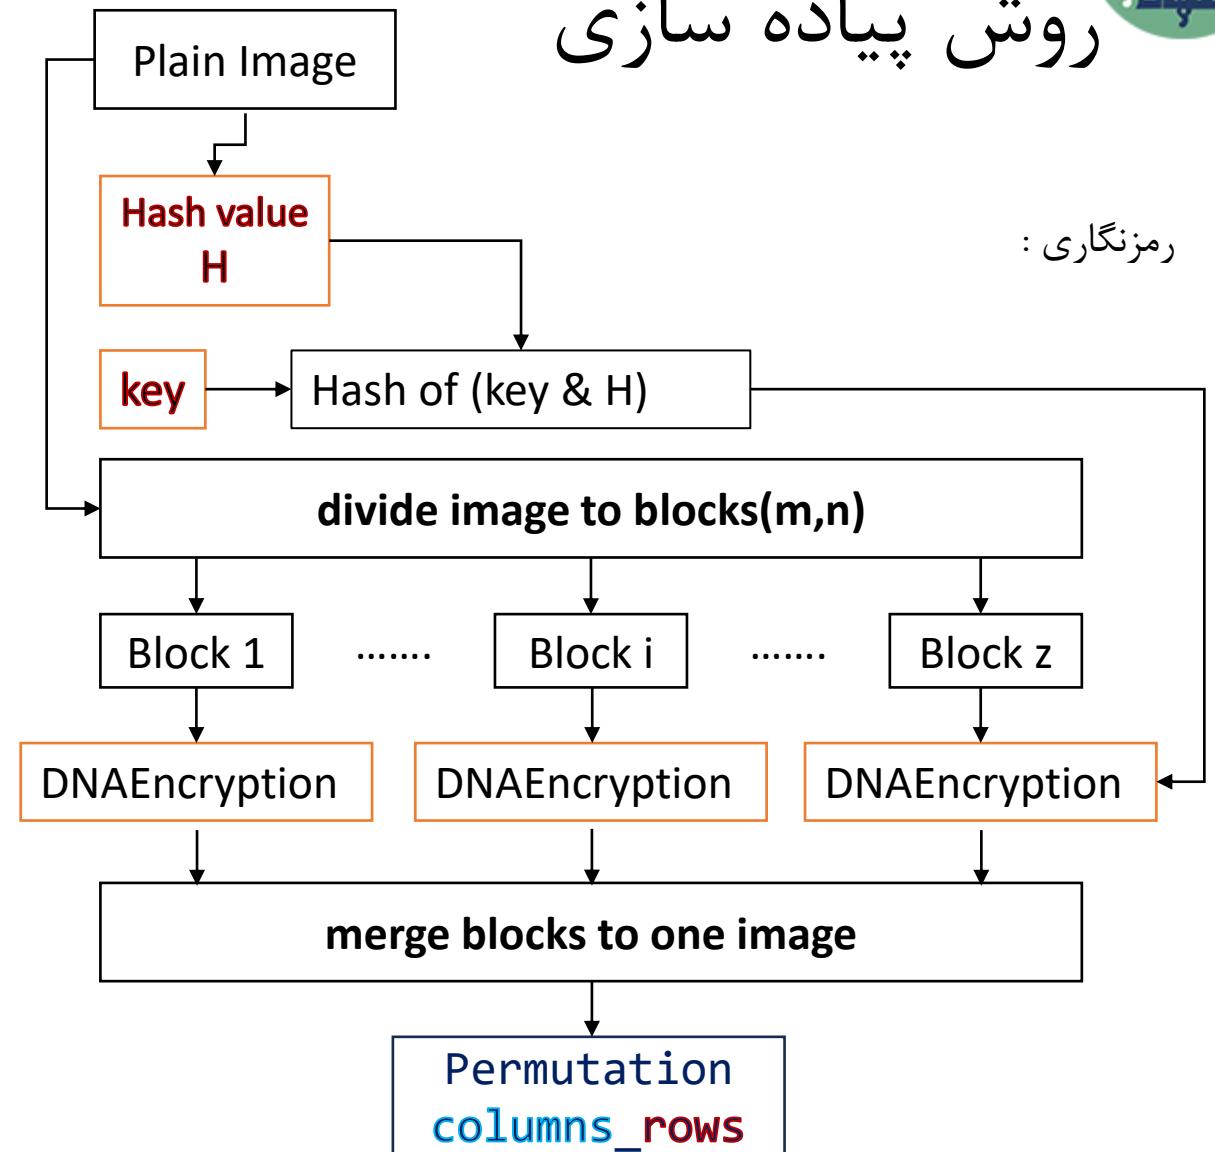 روش پیاده سازی
Plain Image
Hash value
H
رمزنگاری :
key
Hash of (key & H)
divide image to blocks(m,n)
Block 1
.......
Block i
.......
Block z
DNAEncryption
DNAEncryption
DNAEncryption
merge blocks to one image
Permutation
columns_rows